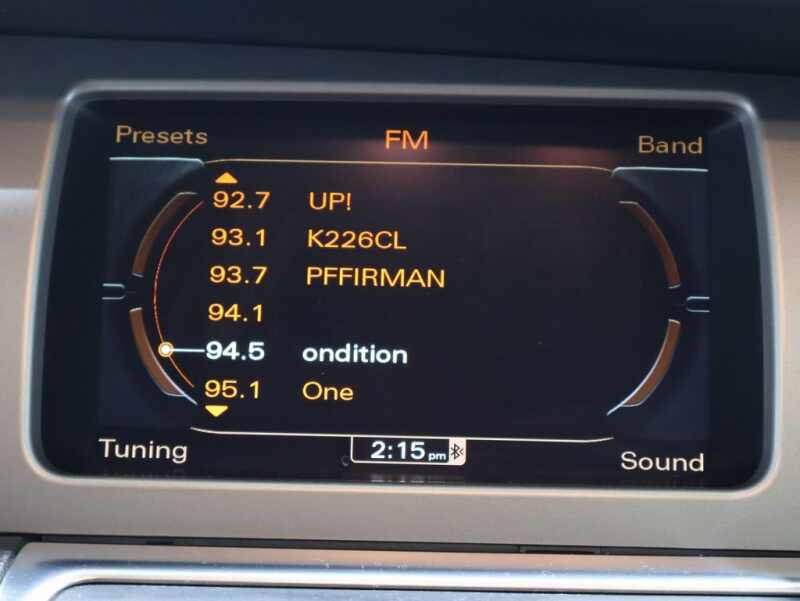 Presets FM Band
92.7 UP!
93.1 K226CL
93.7 PFFIRMAN
94.1
94.5 ondition
95.1 One
Tuning 2:15 pm Sound